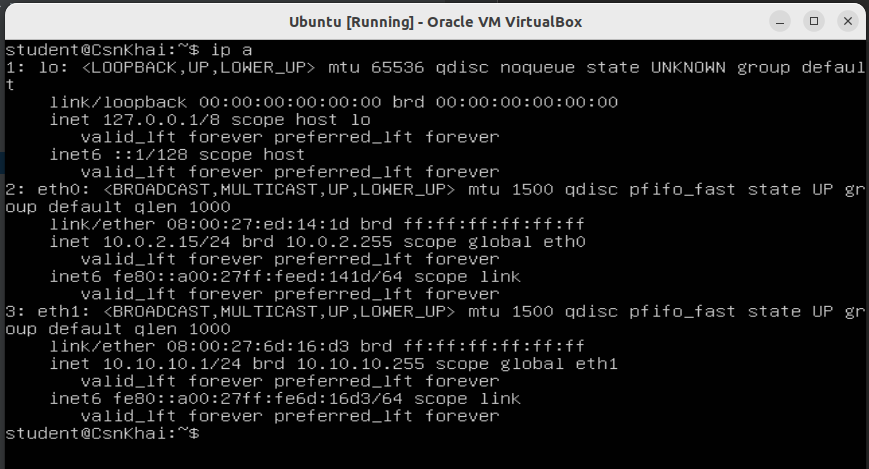 Ubuntu [Running] - Oracle VM VirtualBox
student@CsnKhai:~$ ip a
1: lo: <LOOPBACK,UP,LOWER_UP> mtu 65536 qdisc noqueue state UNKNOWN group defaul
t
    link/loopback 00:00:00:00:00:00 brd 00:00:00:00:00:00
    inet 127.0.0.1/8 scope host lo
       valid_lft forever preferred_lft forever
    inet6 ::1/128 scope host
       valid_lft forever preferred_lft forever
2: eth0: <BROADCAST,MULTICAST,UP,LOWER_UP> mtu 1500 qdisc pfifo_fast state UP gr
oup default qlen 1000
    link/ether 08:00:27:ed:14:1d brd ff:ff:ff:ff:ff:ff
    inet 10.0.2.15/24 brd 10.0.2.255 scope global eth0
       valid_lft forever preferred_lft forever
    inet6 fe80::a00:27ff:feed:141d/64 scope link
       valid_lft forever preferred_lft forever
3: eth1: <BROADCAST,MULTICAST,UP,LOWER_UP> mtu 1500 qdisc pfifo_fast state UP gr
oup default qlen 1000
    link/ether 08:00:27:6d:16:d3 brd ff:ff:ff:ff:ff:ff
    inet 10.10.10.1/24 brd 10.10.10.255 scope global eth1
       valid_lft forever preferred_lft forever
    inet6 fe80::a00:27ff:fe6d:16d3/64 scope link
       valid_lft forever preferred_lft forever
student@CsnKhai:~$